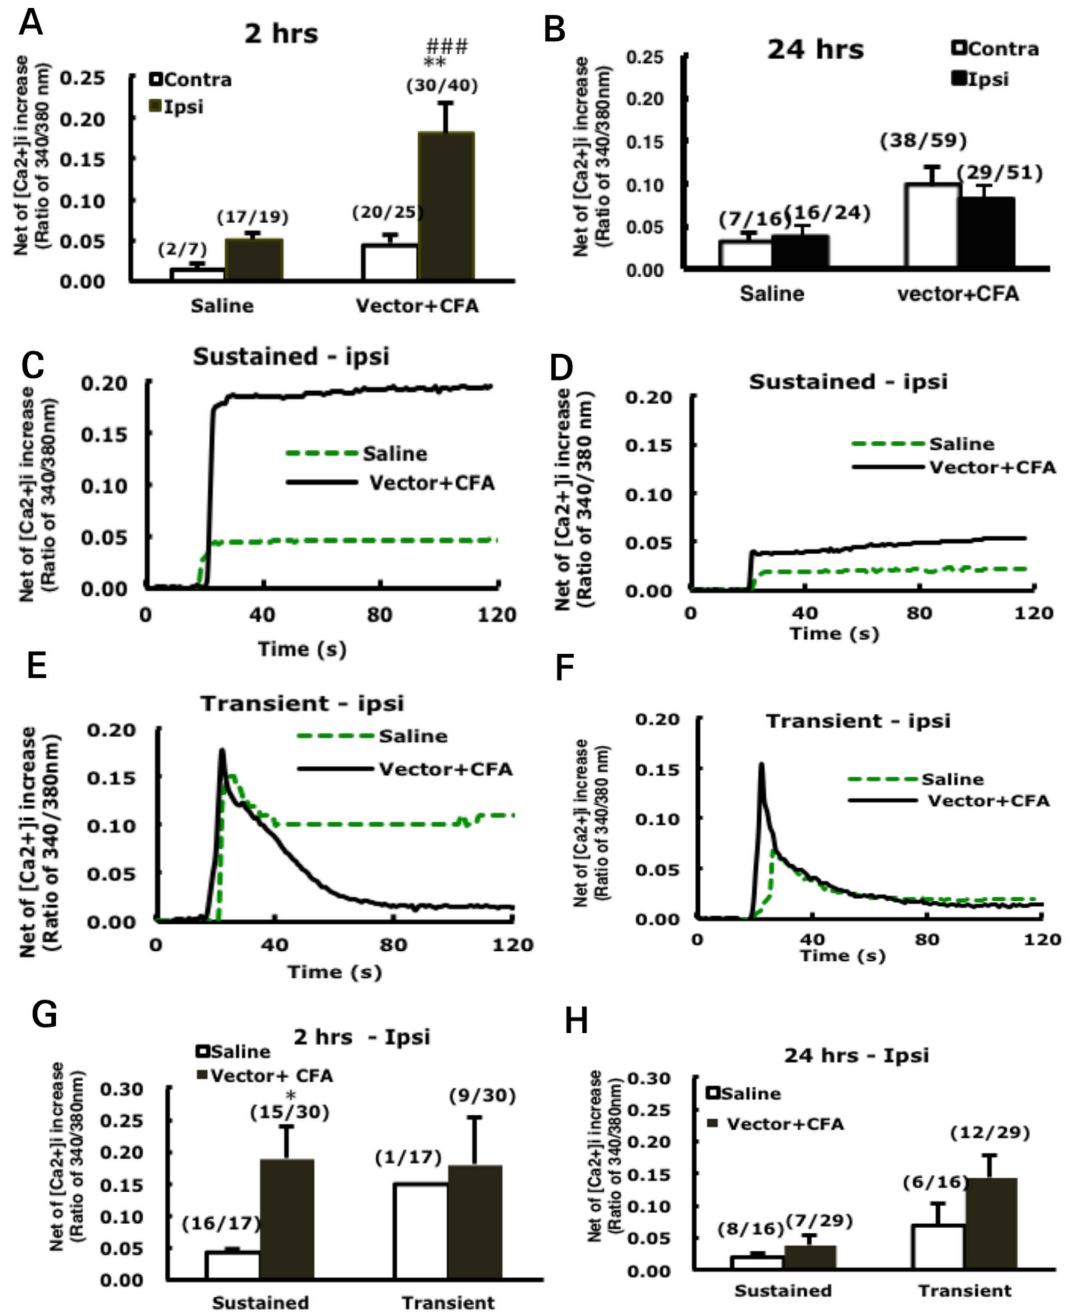 A
2 hrs
###
**
(30/40)
Net of [Ca2+]i increase
(Ratio of 340/380 nm)
0.25
0.20
0.15
0.10
0.05
0.00
Contra
Ipsi
(2/7)
(17/19)
(20/25)
Saline
Vector+CFA
B
24 hrs
Net of [Ca2+]i increase
(Ratio of 340/380nm)
0.25
0.20
0.15
0.10
0.05
0.00
Contra
Ipsi
(7/16)
(16/24)
(38/59)
(29/51)
Saline
vector+CFA
C
Sustained - ipsi
Net of [Ca2+]i increase
(Ratio of 340/380nm)
0.20
0.15
0.10
0.05
0.00
Saline
Vector+CFA
0
40
80
120
Time (s)
D
Sustained - ipsi
Net of [Ca2+]i increase
(Ratio of 340/380 nm)
0.20
0.15
0.10
0.05
0.00
Saline
Vector+CFA
0
40
80
120
Time (s)
E
Transient - ipsi
Net of [Ca2+]i increase
(Ratio of 340/380nm)
0.20
0.15
0.10
0.05
0.00
Saline
Vector+CFA
0
40
80
120
Time (s)
F
Transient - ipsi
Net of [Ca2+]i increase
(Ratio of 340/380 nm)
0.20
0.15
0.10
0.05
0.00
Saline
Vector+CFA
0
40
80
120
Time (s)
G
2 hrs - Ipsi
Saline
Vector+ CFA
Net of [Ca2+]i increase
(Ratio of 340/380nm)
0.30
0.25
0.20
0.15
0.10
0.05
0.00
*
(16/17)
(15/30)
(1/17)
(9/30)
Sustained
Transient
H
24 hrs - Ipsi
Net of [Ca2+]i increase
(Ratio of 340/380nm)
0.30
0.25
0.20
0.15
0.10
0.05
0.00
Saline
Vector+CFA
(8/16)
(7/29)
(6/16)
(12/29)
Sustained
Transient